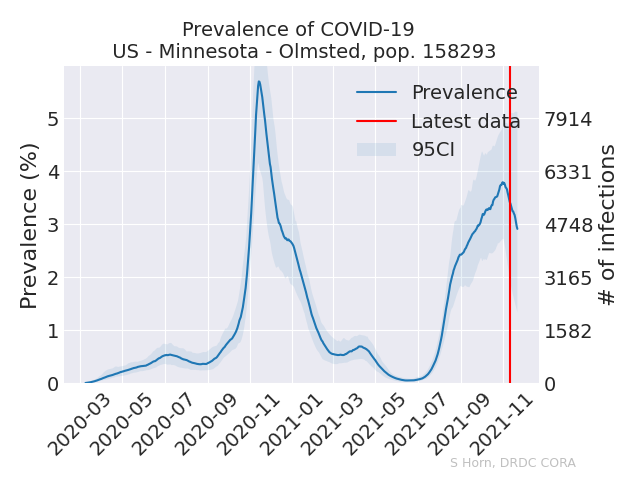 Prevalence of COVID-19
US - Minnesota - Olmsted, pop. 158293
Prevalence
Latest data
95CI
Prevalence (%)
5
4
3
2
1
0
7914
6331
4748
3165
1582
0
# of infections
2020-03
2020-05
2020-07
2020-09
2020-11
2021-01
2021-03
2021-05
2021-07
2021-09
2021-11
S Horn, DRDC CORA